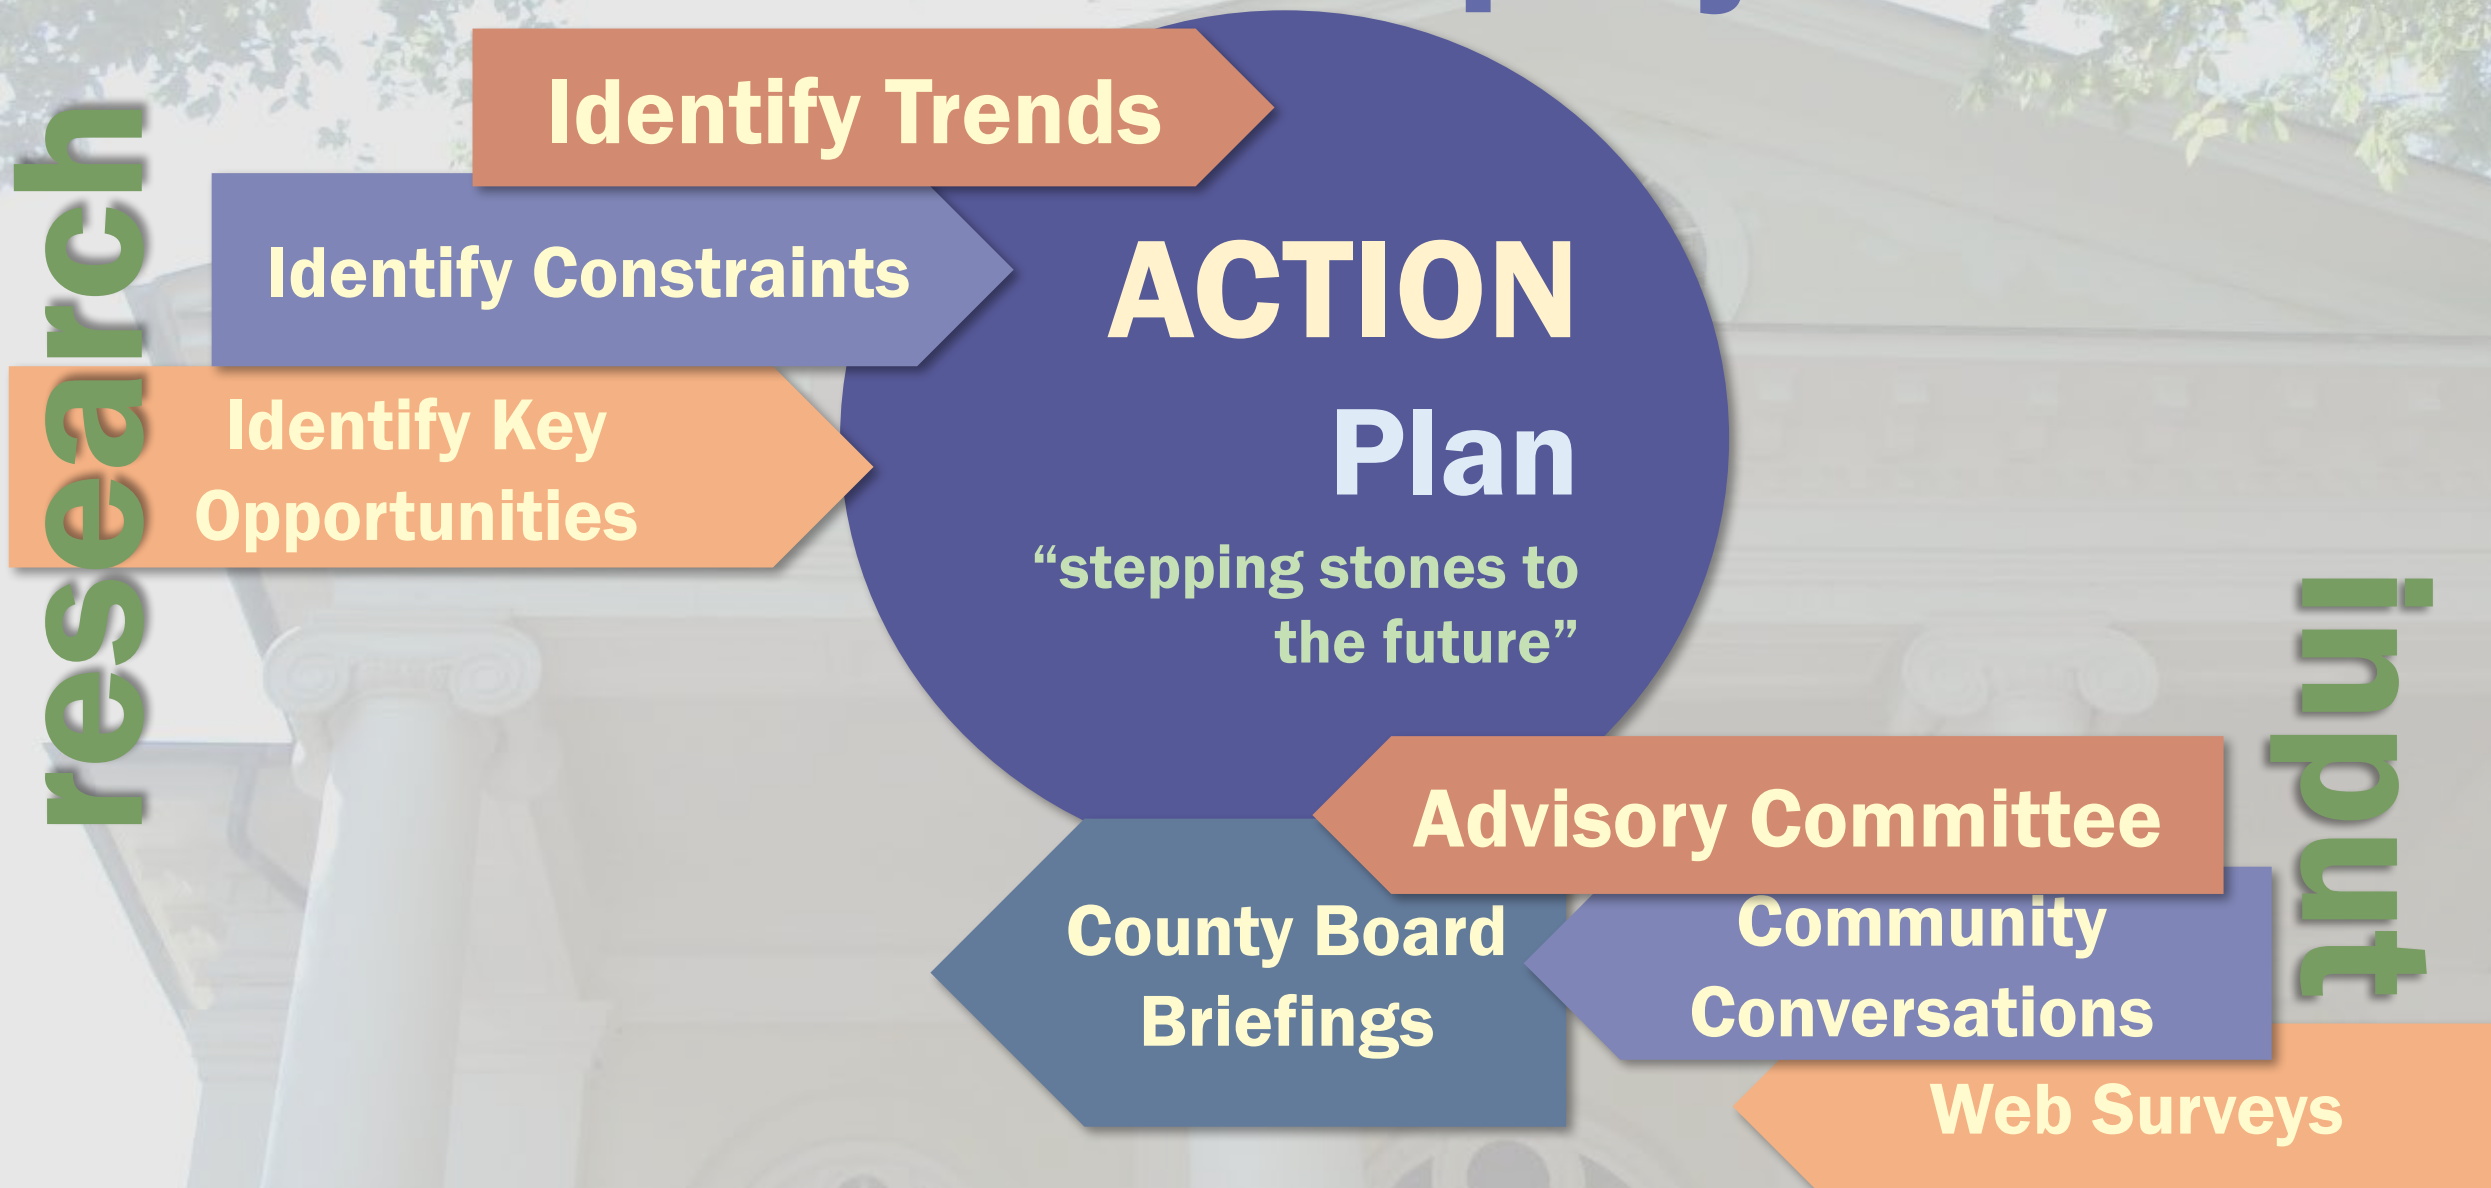 research
Identify Trends
Identify Constraints
Identify Key
Opportunities
ACTION
Plan
“stepping stones to
the future”
input
Advisory Committee
County Board
Briefings
Community
Conversations
Web Surveys